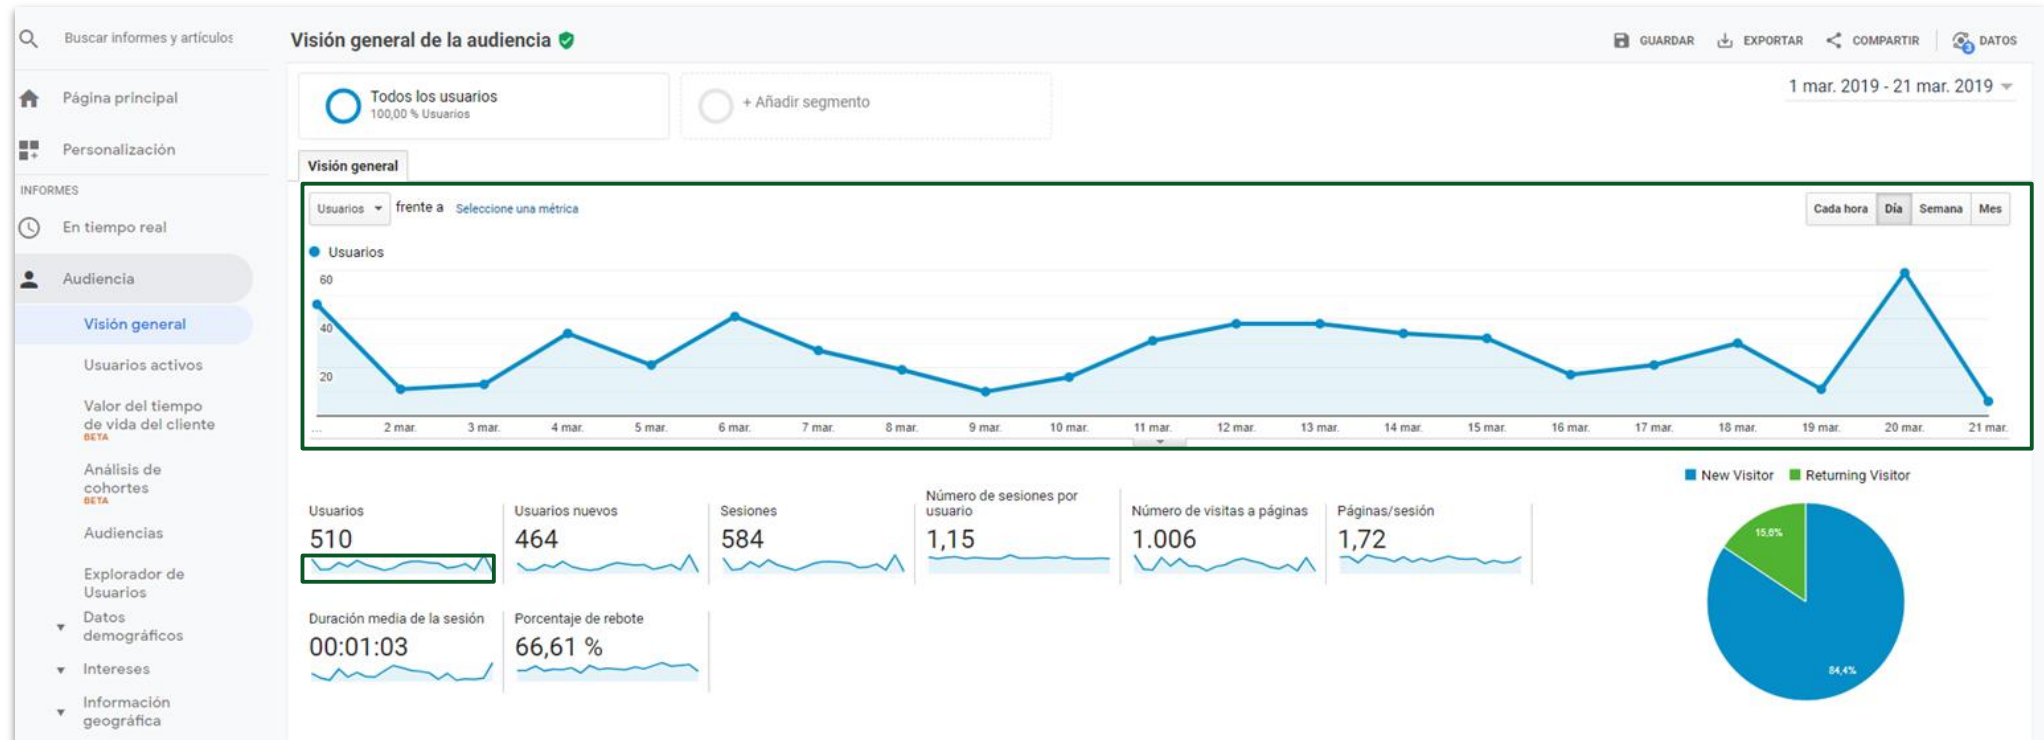 Buscar informes y artículos
Visión general de la audiencia
GUARDAR
EXPORTAR
COMPARTIR
3
DATOS
Página principal
Personalización
INFORMES
En tiempo real
Audiencia
Visión general
Usuarios activos
Valor del tiempo
de vida del cliente
BETA
Análisis de
cohortes
BETA
Audiencias
Explorador de
Usuarios
Datos
demográficos
Intereses
Información
geográfica
Todos los usuarios
100,00 % Usuarios
+ Añadir segmento
1 mar. 2019 - 21 mar. 2019
Visión general
Usuarios frente a Seleccione una métrica
Cada hora Día Semana Mes
Usuarios
60
40
20
... 2 mar. 3 mar. 4 mar. 5 mar. 6 mar. 7 mar. 8 mar. 9 mar. 10 mar. 11 mar. 12 mar. 13 mar. 14 mar. 15 mar. 16 mar. 17 mar. 18 mar. 19 mar. 20 mar. 21 mar.
Usuarios
510
Usuarios nuevos
464
Sesiones
584
Número de sesiones por
usuario
1,15
Número de visitas a páginas
1.006
Páginas/sesión
1,72
Duración media de la sesión
00:01:03
Porcentaje de rebote
66,61 %
New Visitor Returning Visitor
15,6%
84,4%